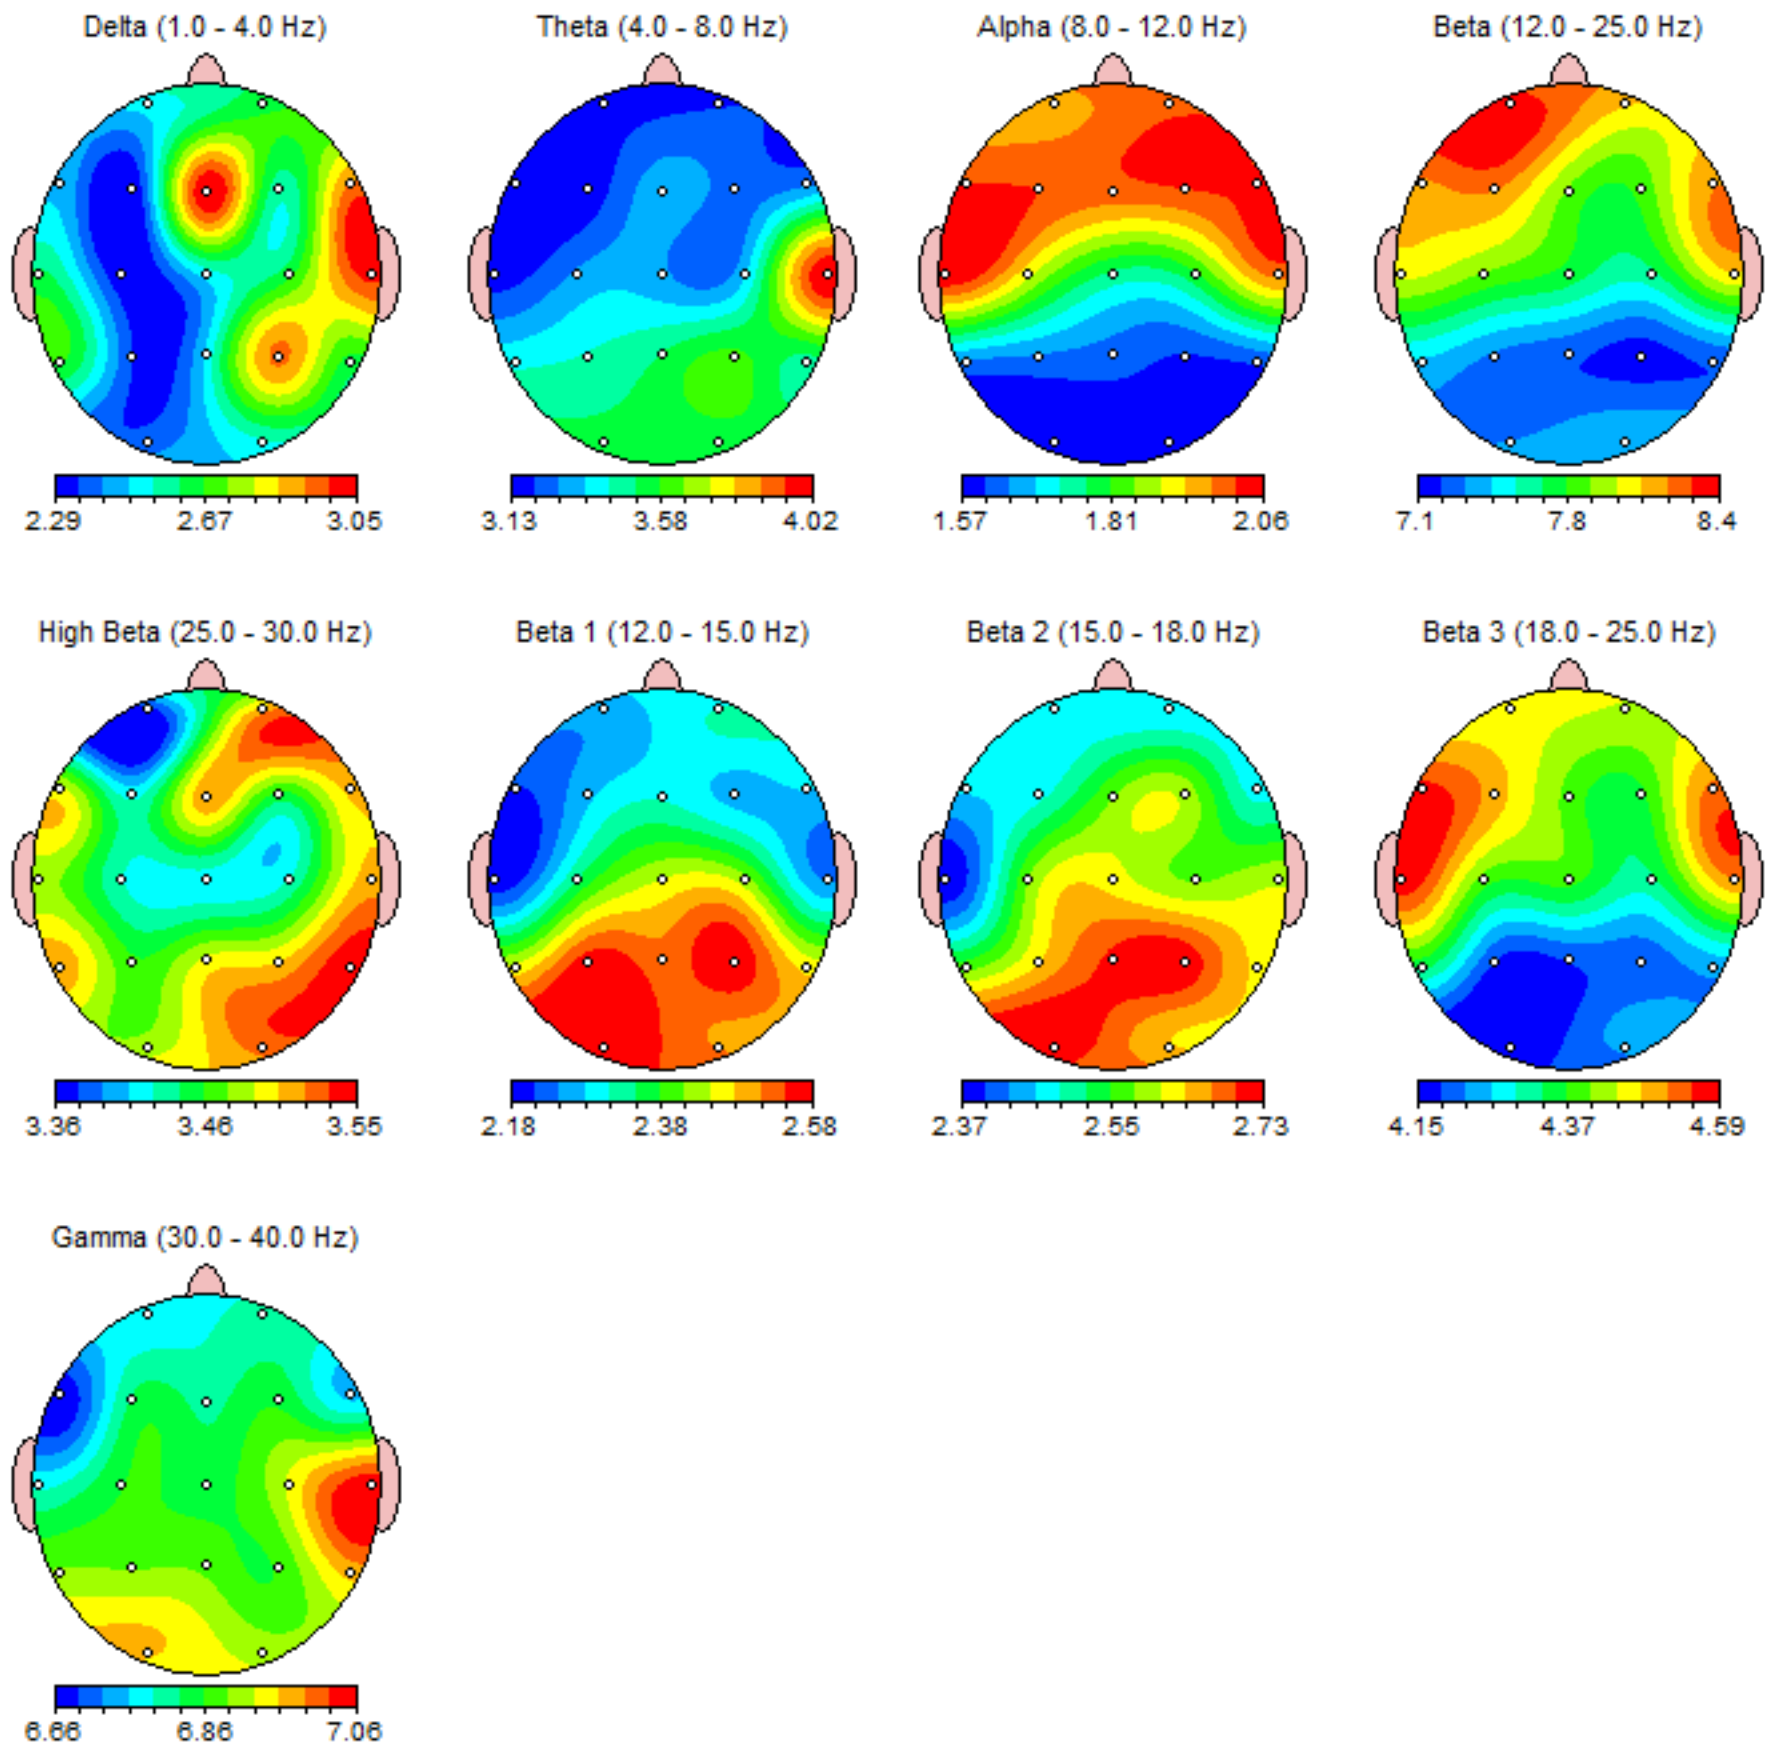 Delta (1.0 - 4.0 Hz)
Theta (4.0 - 8.0 Hz)
Alpha (8.0 - 12.0 Hz)
Beta (12.0 - 25.0 Hz)
2.29 2.67 3.05
3.13 3.58 4.02
1.57 1.81 2.06
7.1 7.8 8.4
High Beta (25.0 - 30.0 Hz)
Beta 1 (12.0 - 15.0 Hz)
Beta 2 (15.0 - 18.0 Hz)
Beta 3 (18.0 - 25.0 Hz)
3.36 3.46 3.55
2.18 2.38 2.58
2.37 2.55 2.73
4.15 4.37 4.59
Gamma (30.0 - 40.0 Hz)
6.66 6.86 7.06